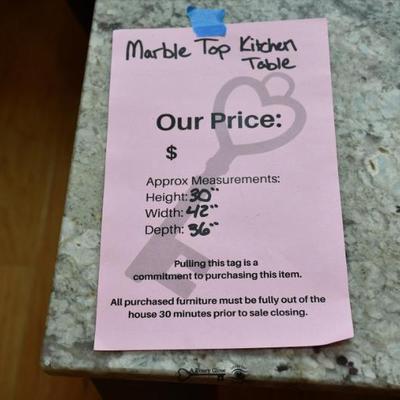 Marble Top Kitchen
Table
Our Price:
$
Approx Measurements:
Height: 30"
Width: 42"
Depth: 36"
Pulling this tag is a
commitment to purchasing this item.
All purchased furniture must be fully out of the
house 30 minutes prior to sale closing.